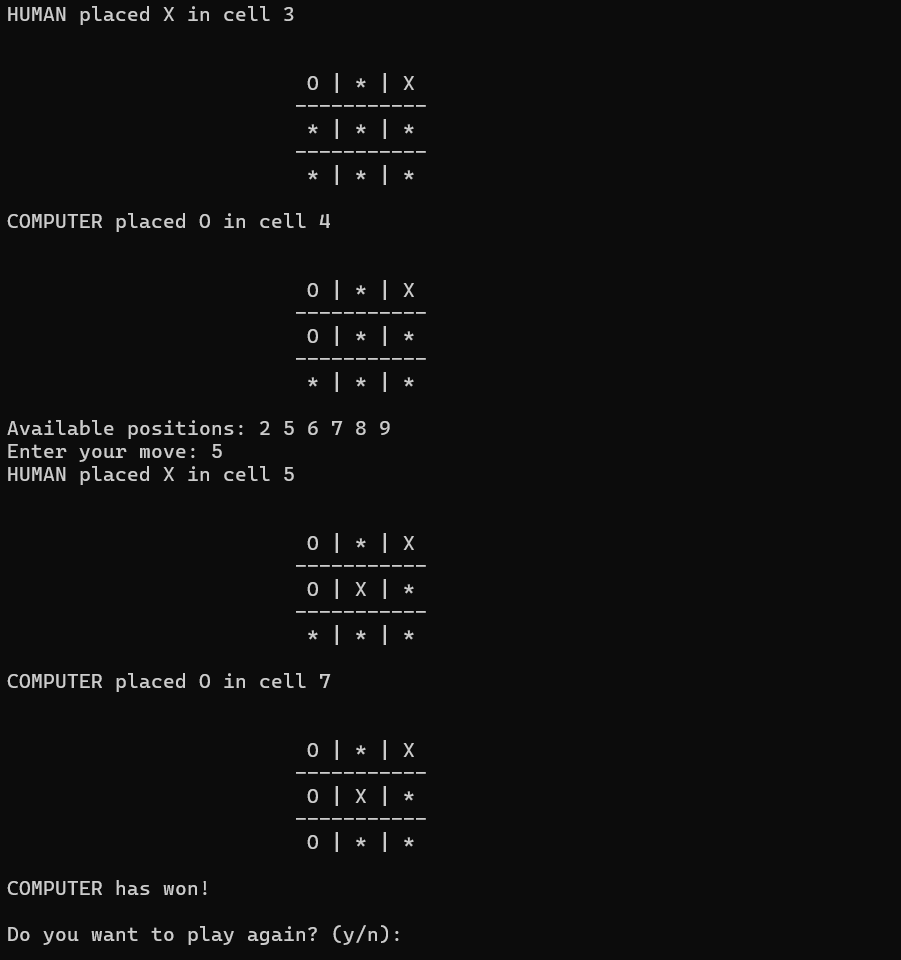 HUMAN placed X in cell 3
O | * | X
-----------
* | * | *
-----------
* | * | *
COMPUTER placed O in cell 4
O | * | X
-----------
O | * | *
-----------
* | * | *
Available positions: 2 5 6 7 8 9
Enter your move: 5
HUMAN placed X in cell 5
O | * | X
-----------
O | X | *
-----------
* | * | *
COMPUTER placed O in cell 7
O | * | X
-----------
O | X | *
-----------
O | * | *
COMPUTER has won!
Do you want to play again? (y/n):